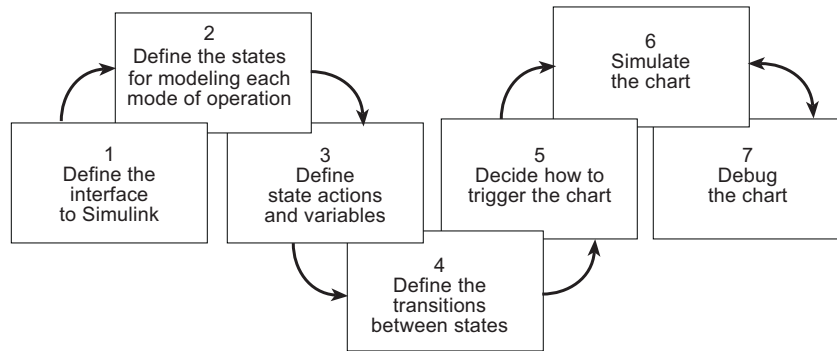 1
Define the
interface
to Simulink
2
Define the states
for modeling each
mode of operation
3
Define
state actions
and variables
4
Define the
transitions
between states
5
Decide how to
trigger the chart
6
Simulate
the chart
7
Debug
the chart